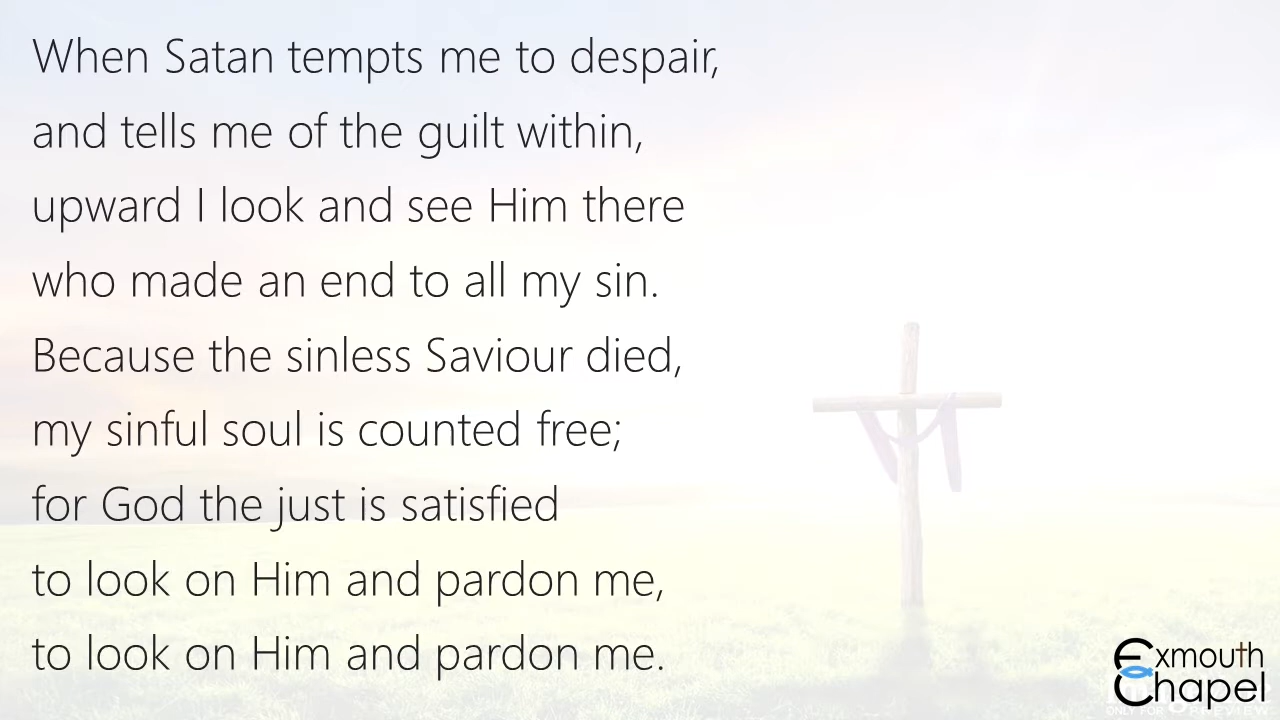 When Satan tempts me to despair,
and tells me of the guilt within,
upward I look and see Him there
who made an end to all my sin.
Because the sinless Saviour died,
my sinful soul is counted free;
for God the just is satisfied
to look on Him and pardon me,
to look on Him and pardon me.
Exmouth
Chapel